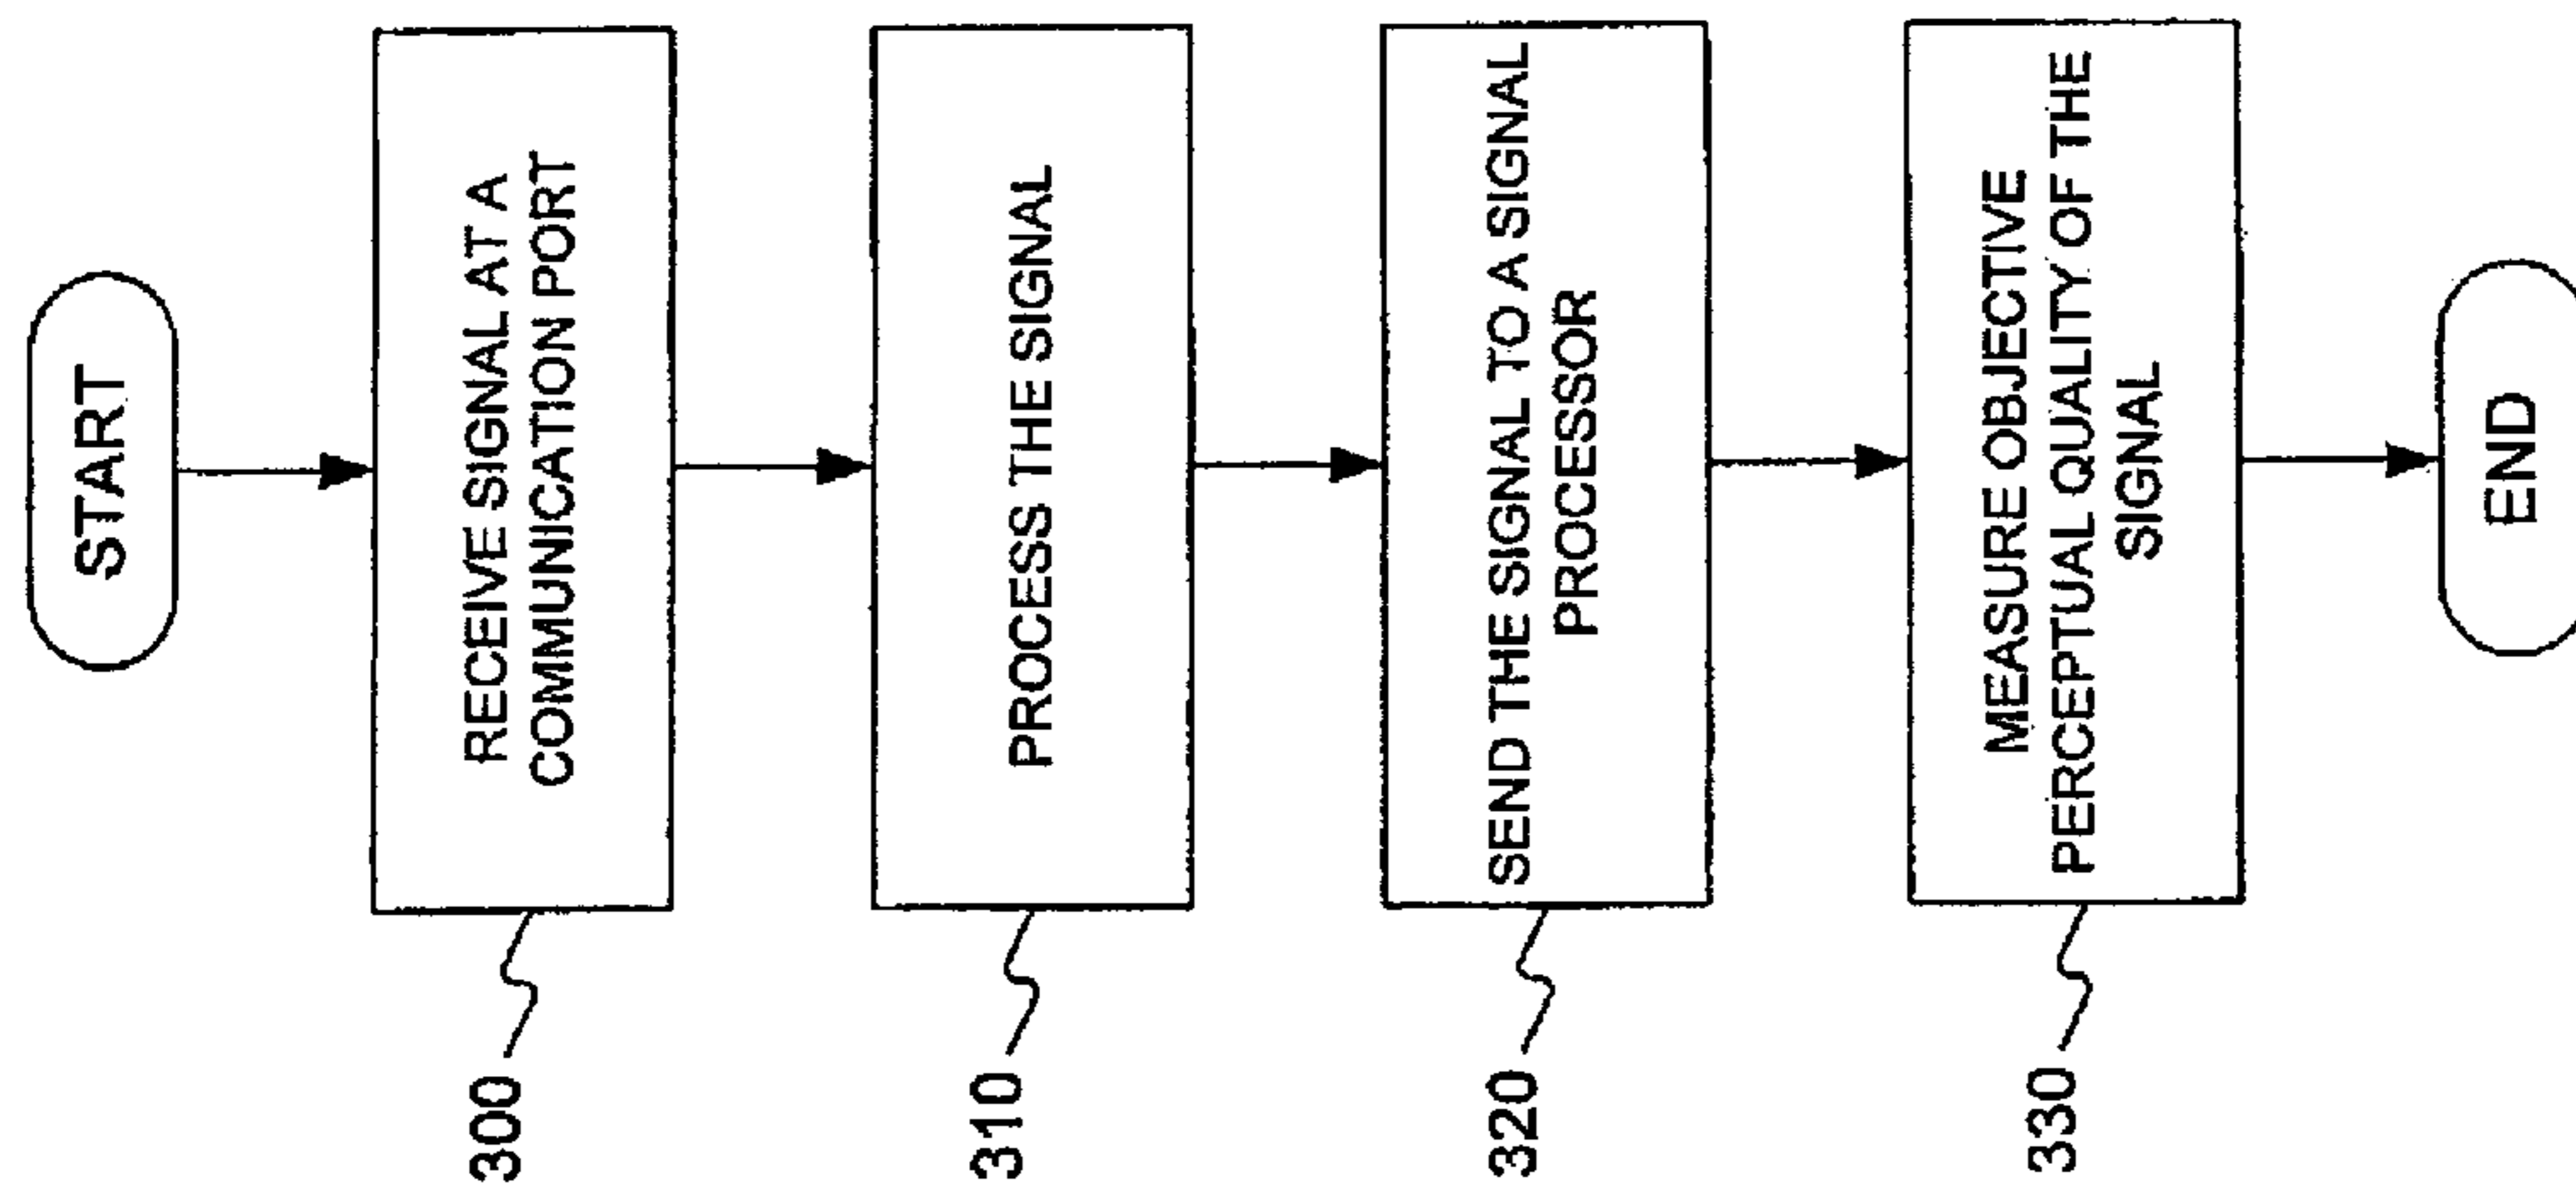 START
300
RECEIVE SIGNAL AT A
COMMUNICATION PORT
310
PROCESS THE SIGNAL
320
SEND THE SIGNAL TO A SIGNAL
PROCESSOR
330
MEASURE OBJECTIVE
PERCEPTUAL QUALITY OF THE
SIGNAL
END